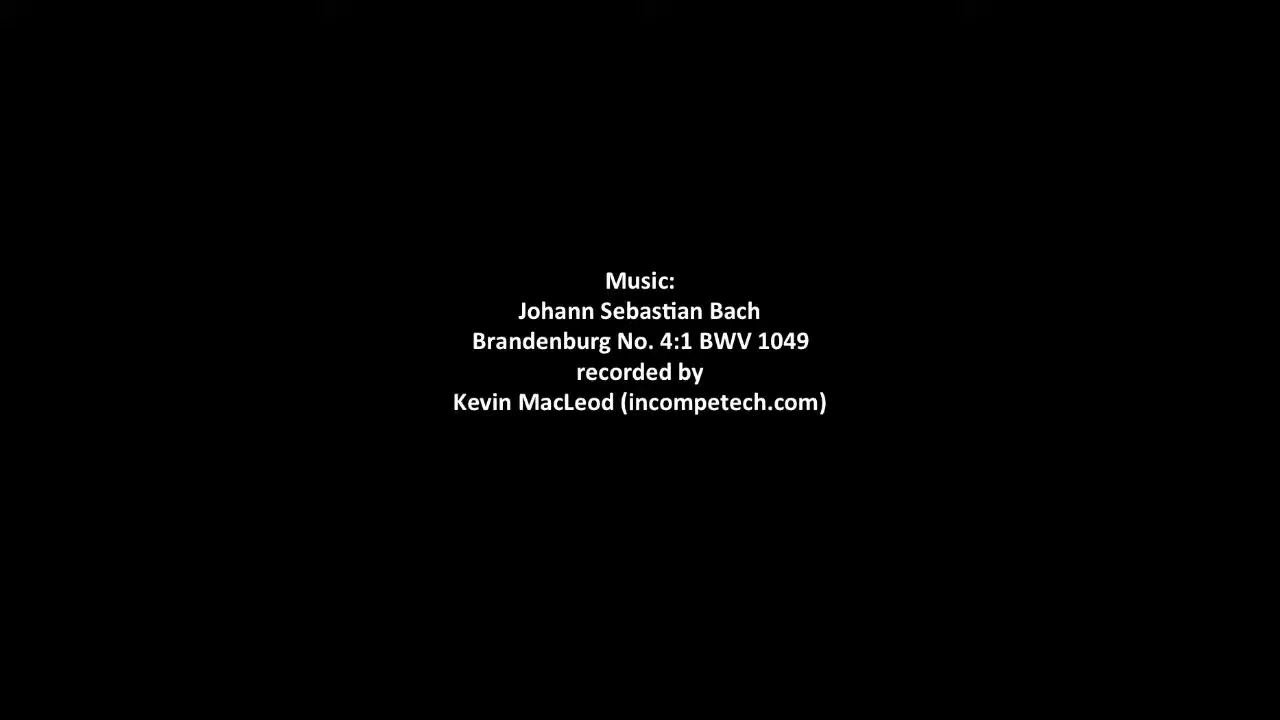 Music:
Johann Sebastian Bach
Brandenburg No. 4:1 BWV 1049
recorded by
Kevin MacLeod (incompetech.com)